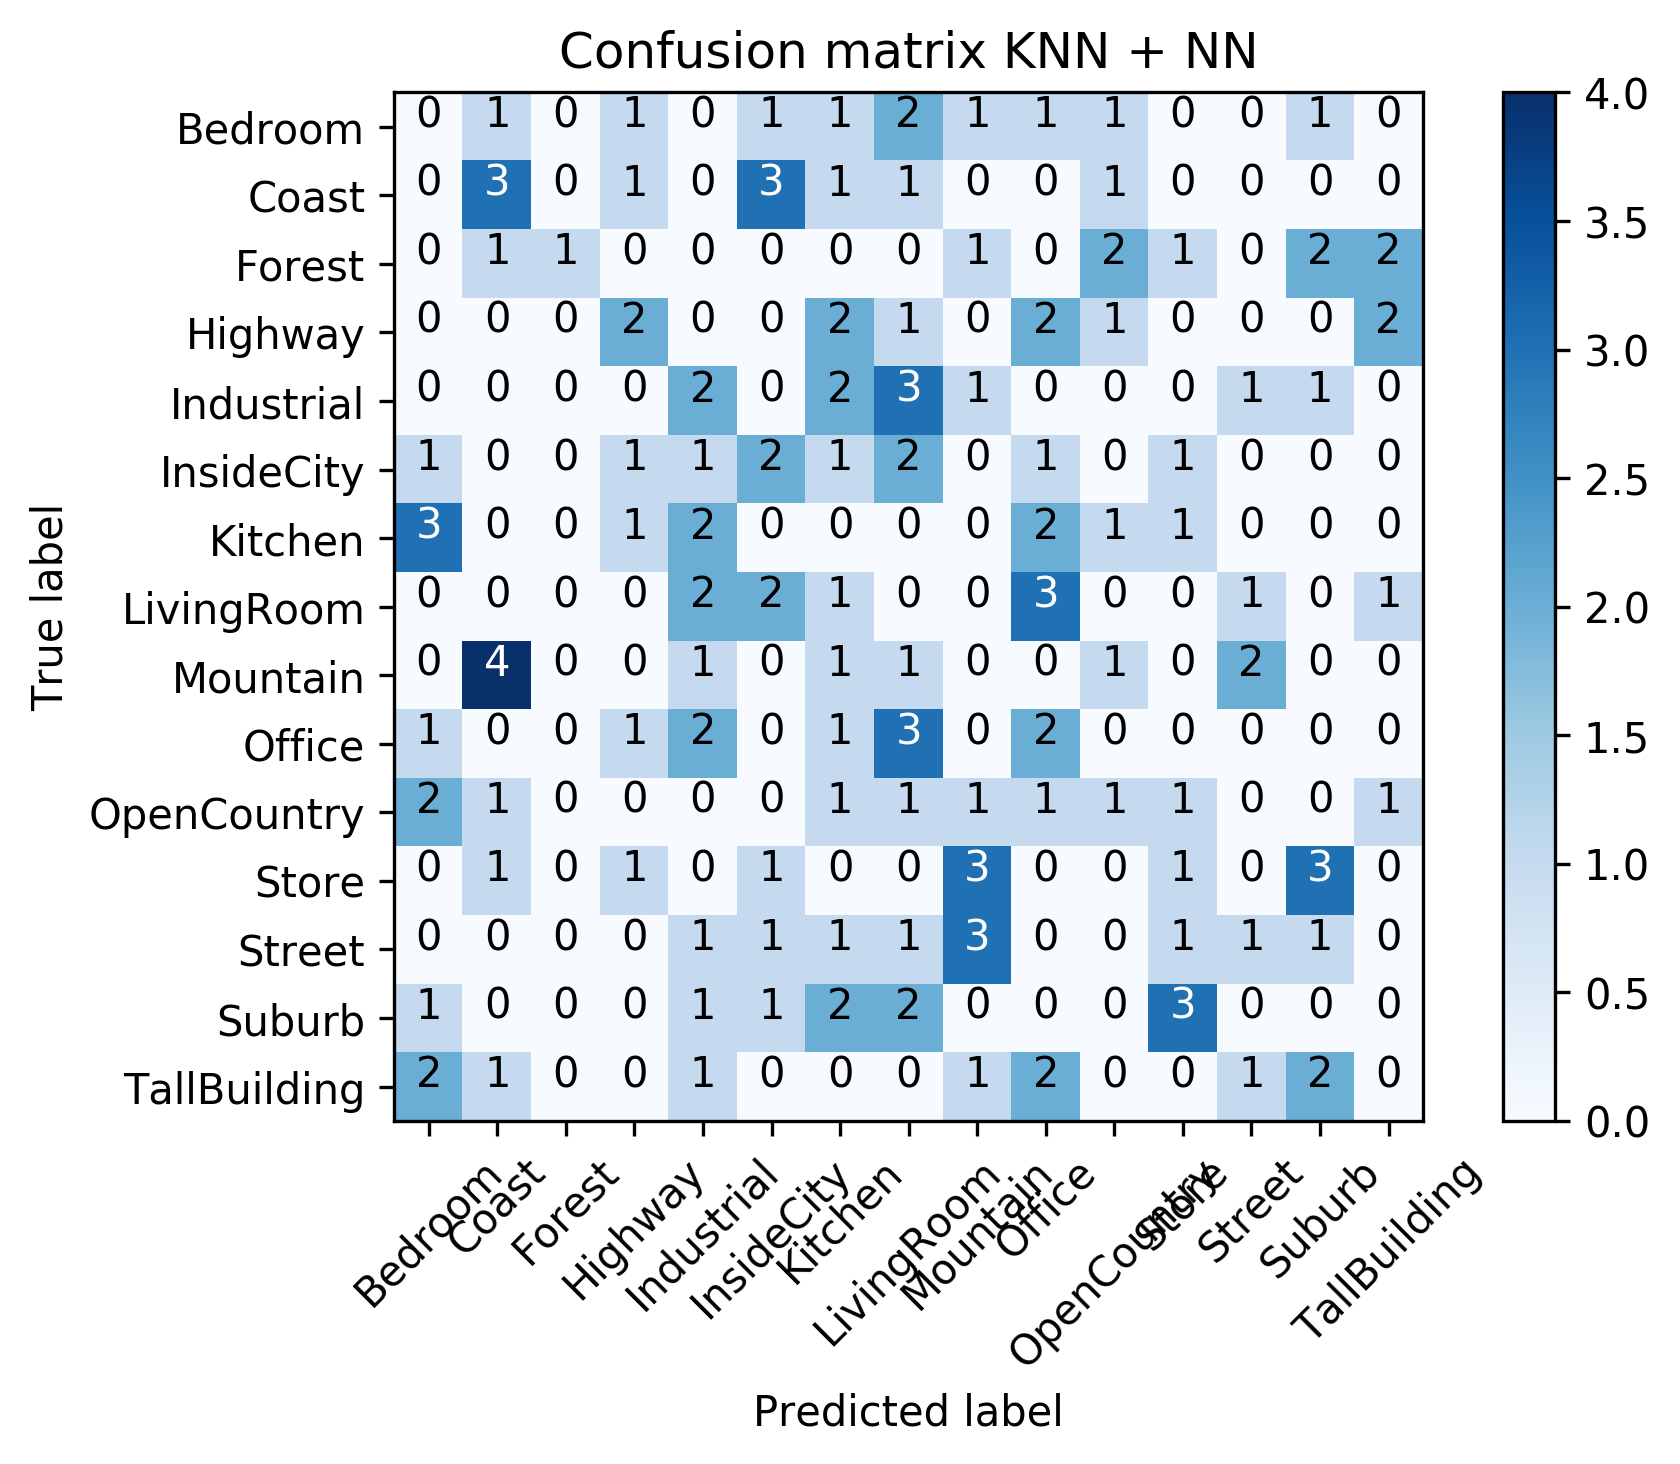 Confusion matrix KNN + NN
Bedroom 0 1 0 1 0 1 1 2 1 1 1 0 0 1 0
Coast 0 3 0 1 0 3 1 1 0 0 1 0 0 0 0
Forest 0 1 1 0 0 0 0 0 1 0 2 1 0 2 2
Highway 0 0 0 2 0 0 2 1 0 2 1 0 0 0 2
Industrial 0 0 0 0 2 0 2 3 1 0 0 0 1 1 0
InsideCity 1 0 0 1 1 2 1 2 0 1 0 1 0 0 0
Kitchen 3 0 0 1 2 0 0 0 0 2 1 1 0 0 0
LivingRoom 0 0 0 0 2 2 1 0 0 3 0 0 1 0 1
Mountain 0 4 0 0 1 0 1 1 0 0 1 0 2 0 0
Office 1 0 0 1 2 0 1 3 0 2 0 0 0 0 0
OpenCountry 2 1 0 0 0 0 1 1 1 1 1 1 0 0 1
Store 0 1 0 1 0 1 0 0 3 0 0 1 0 3 0
Street 0 0 0 0 1 1 1 1 3 0 0 1 1 1 0
Suburb 1 0 0 0 1 1 2 2 0 0 0 3 0 0 0
TallBuilding 2 1 0 0 1 0 0 0 1 2 0 0 1 2 0
True label
Bedroom
Coast
Forest
Highway
Industrial
InsideCity
Kitchen
LivingRoom
Mountain
Office
OpenCountry
Store
Street
Suburb
TallBuilding
Predicted label
4.0
3.5
3.0
2.5
2.0
1.5
1.0
0.5
0.0